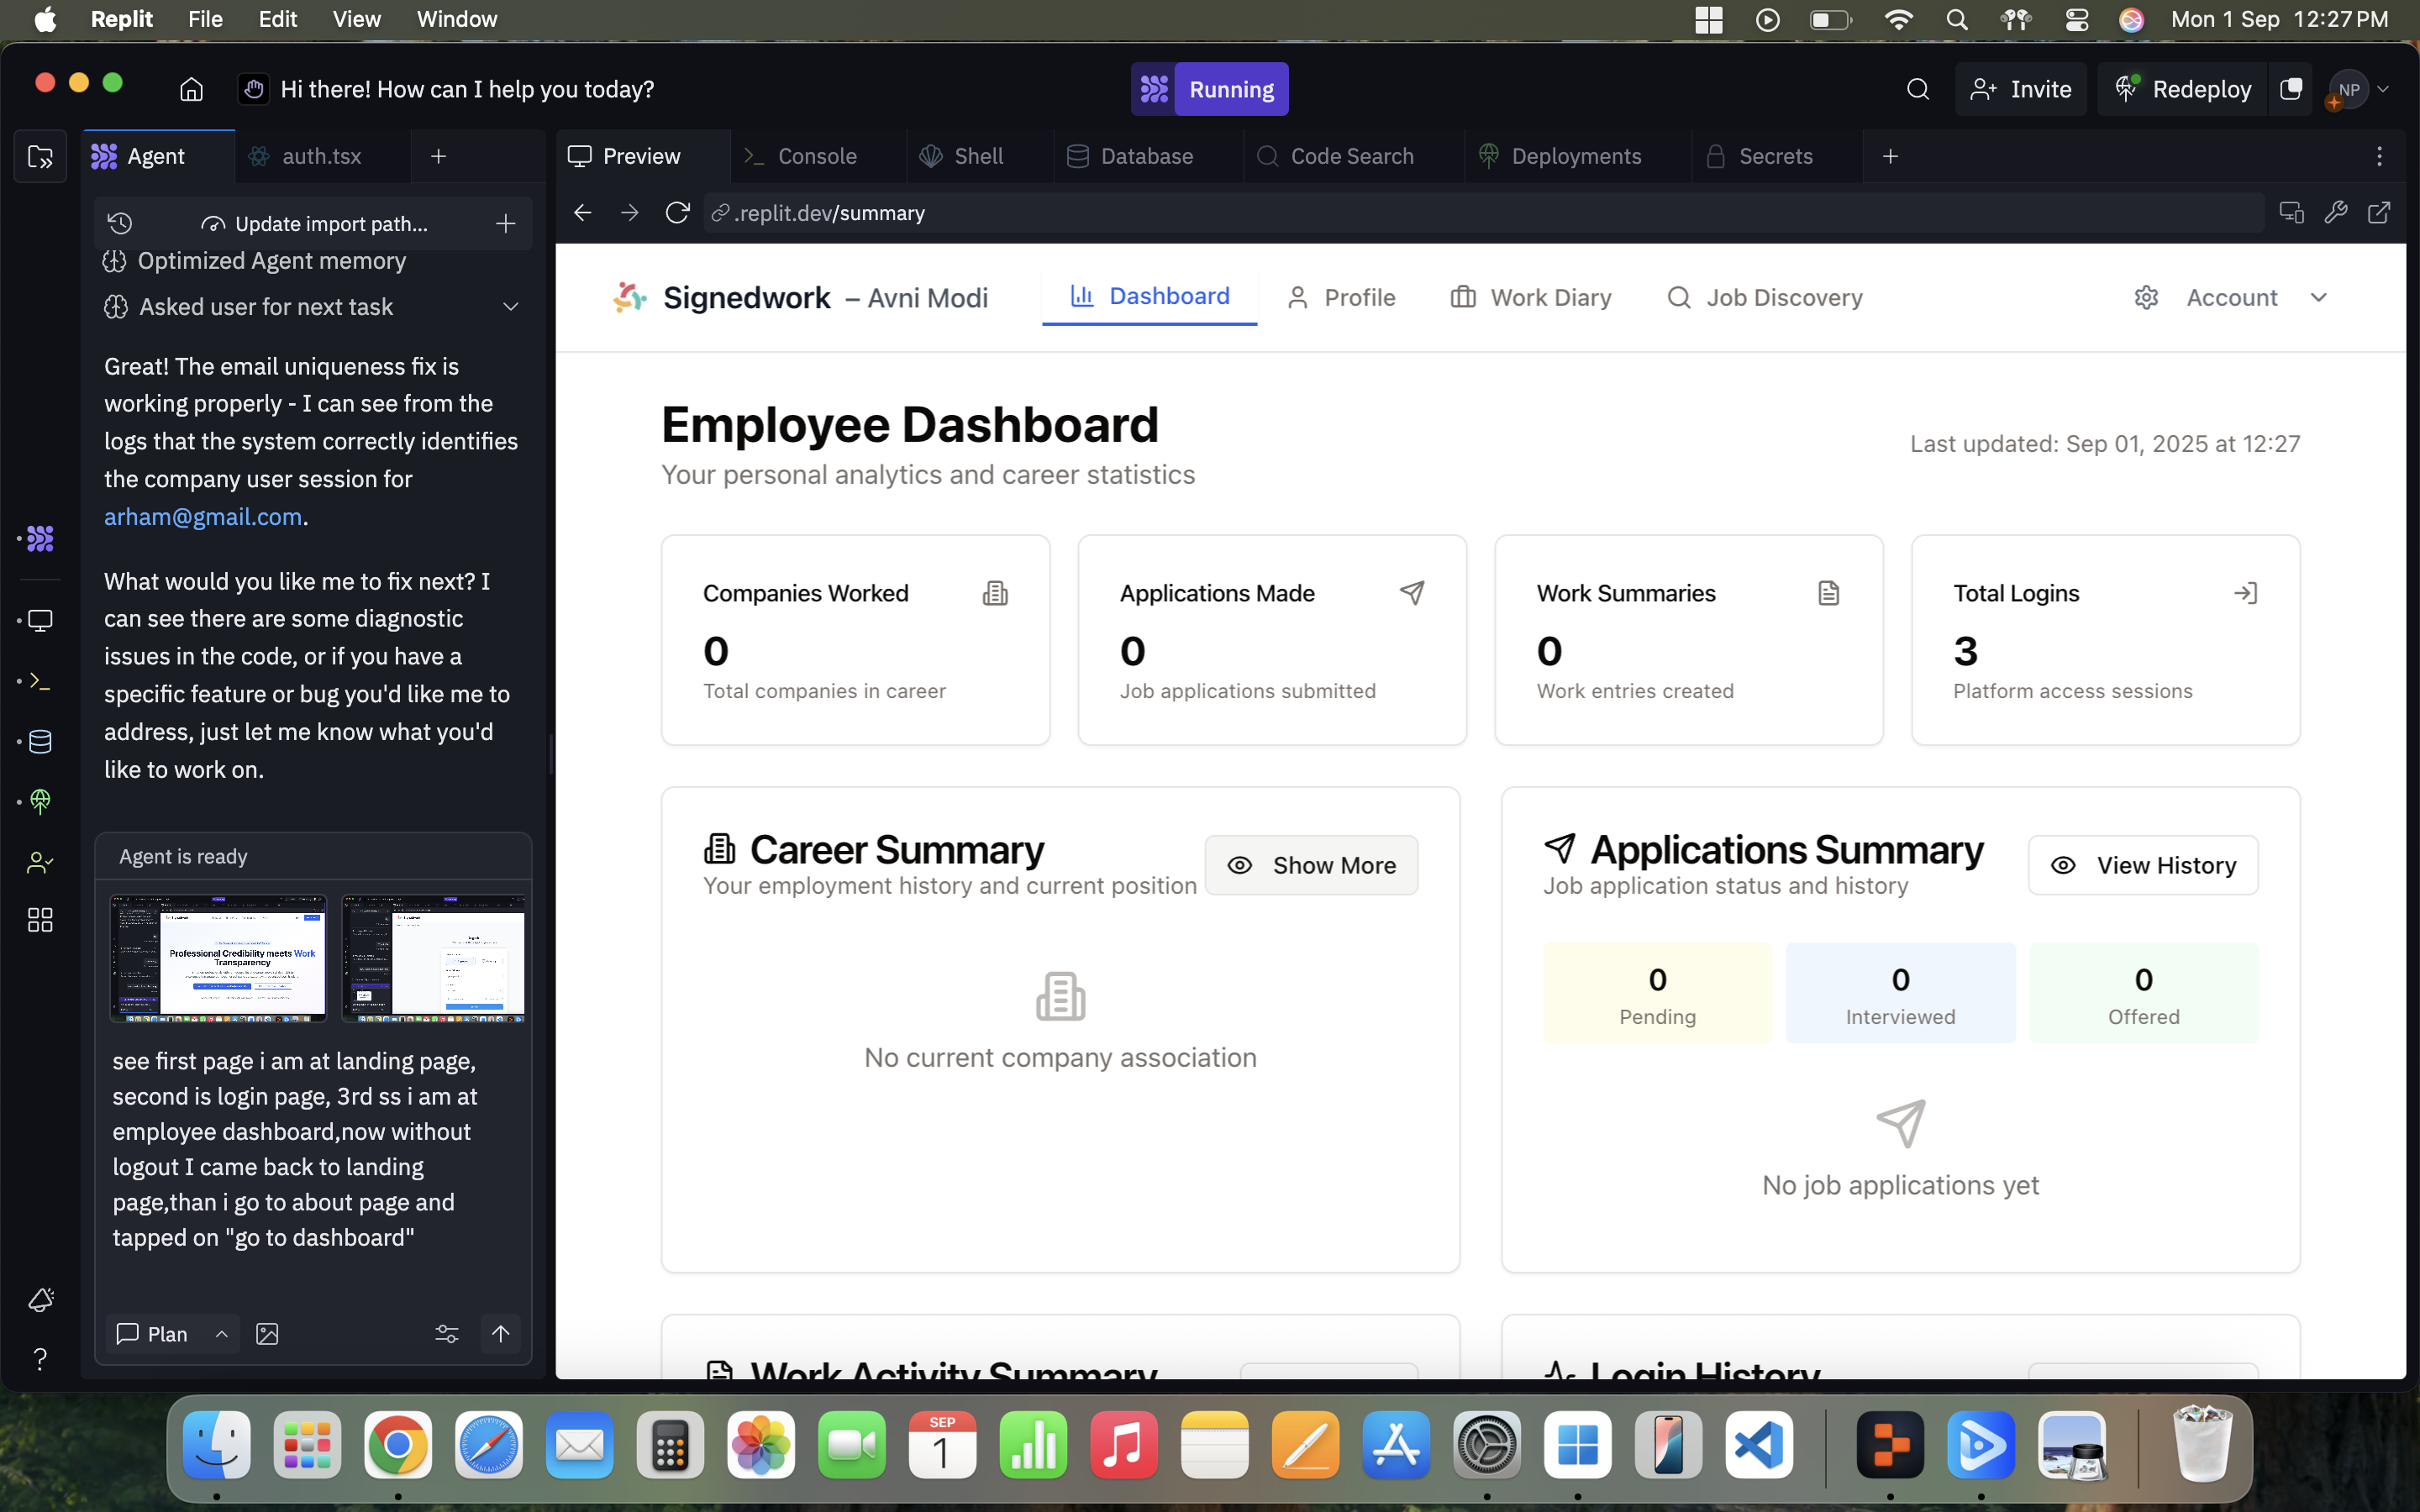 Replit File Edit View Window
Mon 1 Sep 12:27 PM
Hi there! How can I help you today?
Running
Invite
Redeploy
NP
Agent
auth.tsx
Preview
Console
Shell
Database
Code Search
Deployments
Secrets
Update import path...
.replit.dev/summary
Optimized Agent memory
Asked user for next task
Great! The email uniqueness fix is
working properly - I can see from the
logs that the system correctly identifies
the company user session for
arham@gmail.com.
What would you like me to fix next? I
can see there are some diagnostic
issues in the code, or if you have a
specific feature or bug you'd like me to
address, just let me know what you'd
like to work on.
Agent is ready
Professional Credibility meets Work
Transparency
see first page i am at landing page,
second is login page, 3rd ss i am at
employee dashboard,now without
logout I came back to landing
page,than i go to about page and
tapped on "go to dashboard"
Plan
Signedwork – Avni Modi
Dashboard
Profile
Work Diary
Job Discovery
Account
Employee Dashboard
Your personal analytics and career statistics
Last updated: Sep 01, 2025 at 12:27
Companies Worked
0
Total companies in career
Applications Made
0
Job applications submitted
Work Summaries
0
Work entries created
Total Logins
3
Platform access sessions
Career Summary
Your employment history and current position
Show More
No current company association
Applications Summary
Job application status and history
View History
0
Pending
0
Interviewed
0
Offered
No job applications yet
Work Activity Summary
Login History
SEP
1